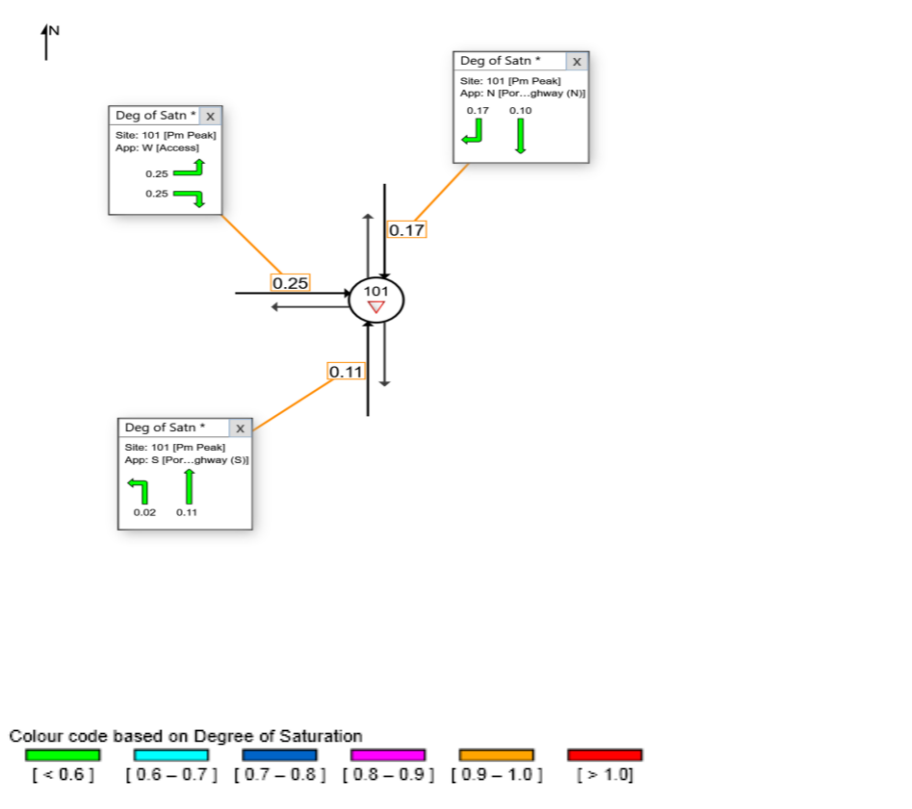 N
Deg of Satn * x
Site: 101 [Pm Peak]
App: N [Por...ghway (N)]
0.17 0.10
Deg of Satn * x
Site: 101 [Pm Peak]
App: W [Access]
0.25
0.25
0.17
0.25
101
0.11
Deg of Satn * x
Site: 101 [Pm Peak]
App: S [Por...ghway (S)]
0.02 0.11
Colour code based on Degree of Saturation
[ < 0.6 ] [ 0.6 – 0.7 ] [ 0.7 – 0.8 ] [ 0.8 – 0.9 ] [ 0.9 – 1.0 ] [ > 1.0]